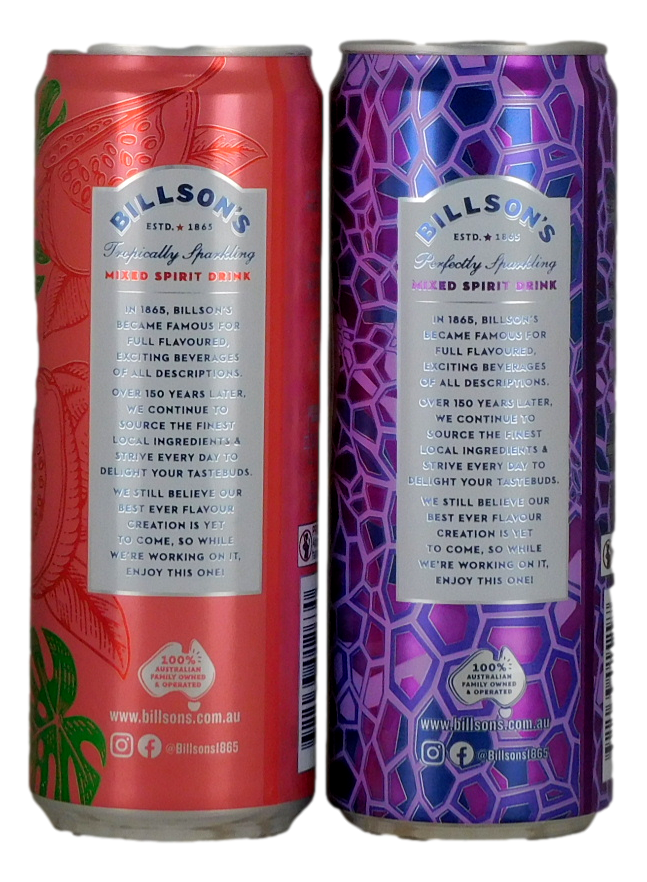 BILLSON'S
ESTD. ★ 1865
Tropically Sparkling
MIXED SPIRIT DRINK
IN 1865, BILLSON'S
BECAME FAMOUS FOR
FULL FLAVOURED,
EXCITING BEVERAGES
OF ALL DESCRIPTIONS.
OVER 150 YEARS LATER,
WE CONTINUE TO
SOURCE THE FINEST
LOCAL INGREDIENTS &
STRIVE EVERY DAY TO
DELIGHT YOUR TASTEBUDS.
WE STILL BELIEVE OUR
BEST EVER FLAVOUR
CREATION IS YET
TO COME, SO WHILE
WE'RE WORKING ON IT,
ENJOY THIS ONE!
100%
AUSTRALIAN
FAMILY OWNED
& OPERATED
www.billsons.com.au
@Billsons1865
BILLSON'S
ESTD. ★ 1865
Perfectly Sparkling
MIXED SPIRIT DRINK
IN 1865, BILLSON'S
BECAME FAMOUS FOR
FULL FLAVOURED,
EXCITING BEVERAGES
OF ALL DESCRIPTIONS.
OVER 150 YEARS LATER,
WE CONTINUE TO
SOURCE THE FINEST
LOCAL INGREDIENTS &
STRIVE EVERY DAY TO
DELIGHT YOUR TASTEBUDS.
WE STILL BELIEVE OUR
BEST EVER FLAVOUR
CREATION IS YET
TO COME, SO WHILE
WE'RE WORKING ON IT,
ENJOY THIS ONE!
100%
AUSTRALIAN
FAMILY OWNED
& OPERATED
www.billsons.com.au
@Billsons1865